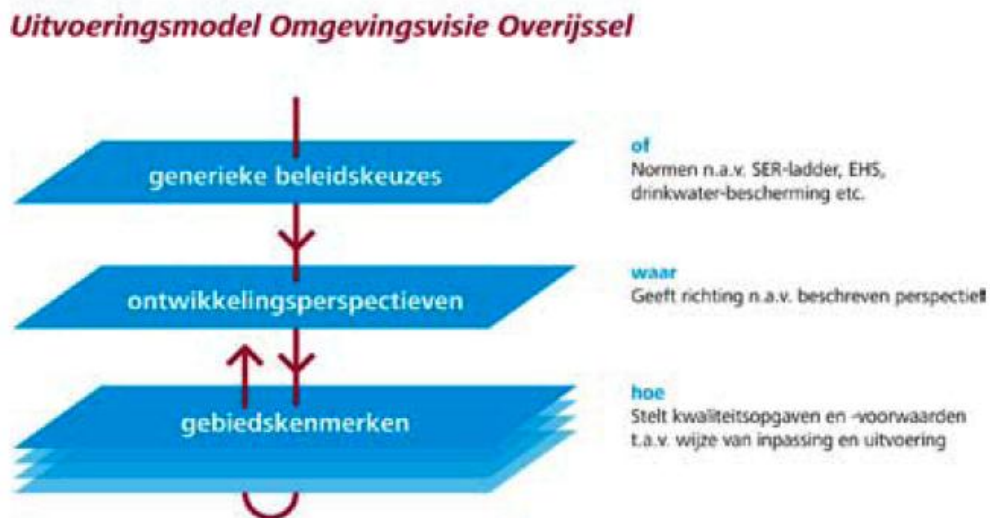 Uitvoeringsmodel Omgevingsvisie Overijssel
generieke beleidskeuzes
of
Normen n.a.v. SER-ladder, EHS,
drinkwater-bescherming etc.
ontwikkelingsperspectieven
waar
Geeft richting n.a.v. beschreven perspectief
gebiedskenmerken
hoe
Stelt kwaliteitsopgaven en -voorwaarden
t.a.v. wijze van inpassing en uitvoering